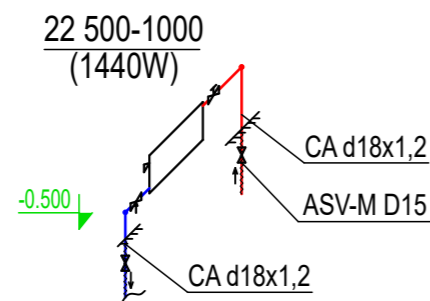 22 500-1000
(1440W)
CA d18x1,2
-0.500
ASV-M D15
CA d18x1,2